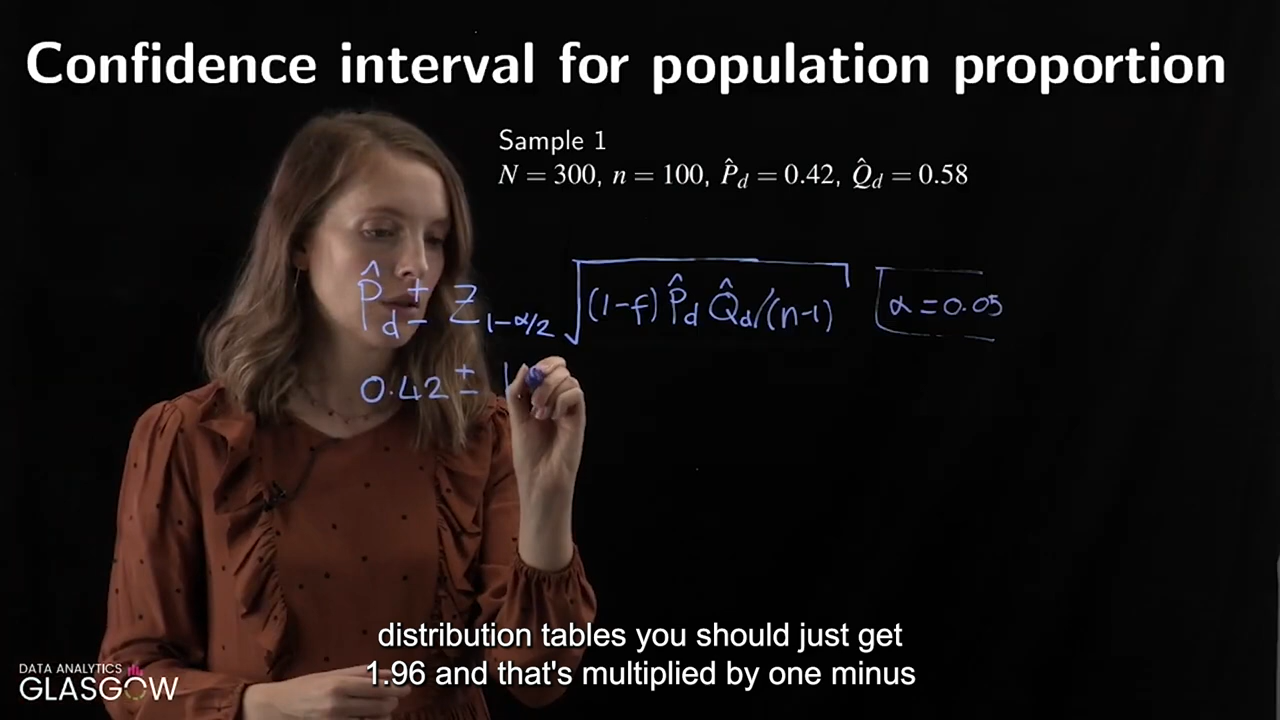 Confidence interval for population proportion
Sample 1
N = 300, n = 100, P̂d = 0.42, Q̂d = 0.58
P̂d ± Z1-α/2 √(1-f) P̂d Q̂d/(n-1) α = 0.05
0.42 ± 1.
distribution tables you should just get
1.96 and that's multiplied by one minus
DATA ANALYTICS
GLASGOW